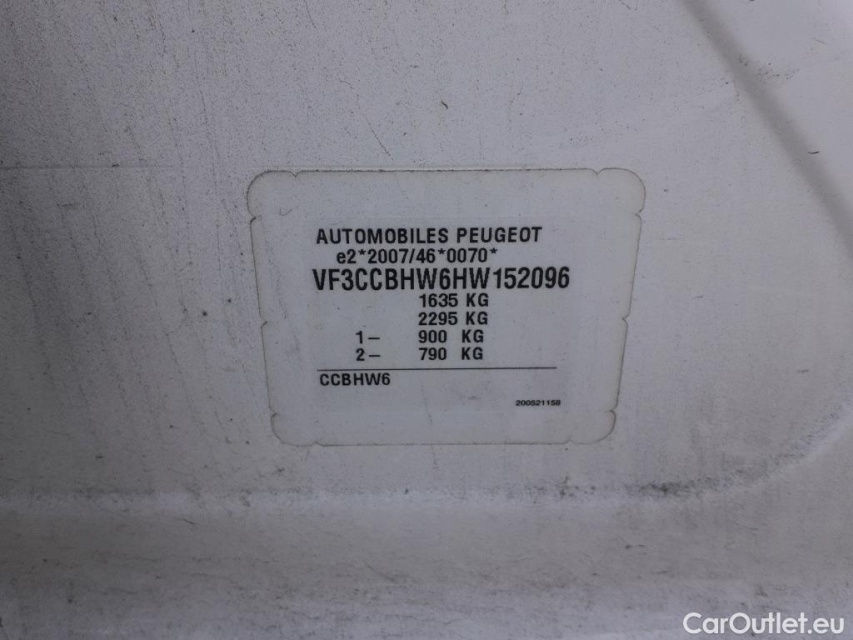 AUTOMOBILES PEUGEOT
e2*2007/46*0070*
VF3CCBHW6HW152096
1635 KG
2295 KG
1- 900 KG
2- 790 KG
CCBHW6
200521158
CarOutlet.eu